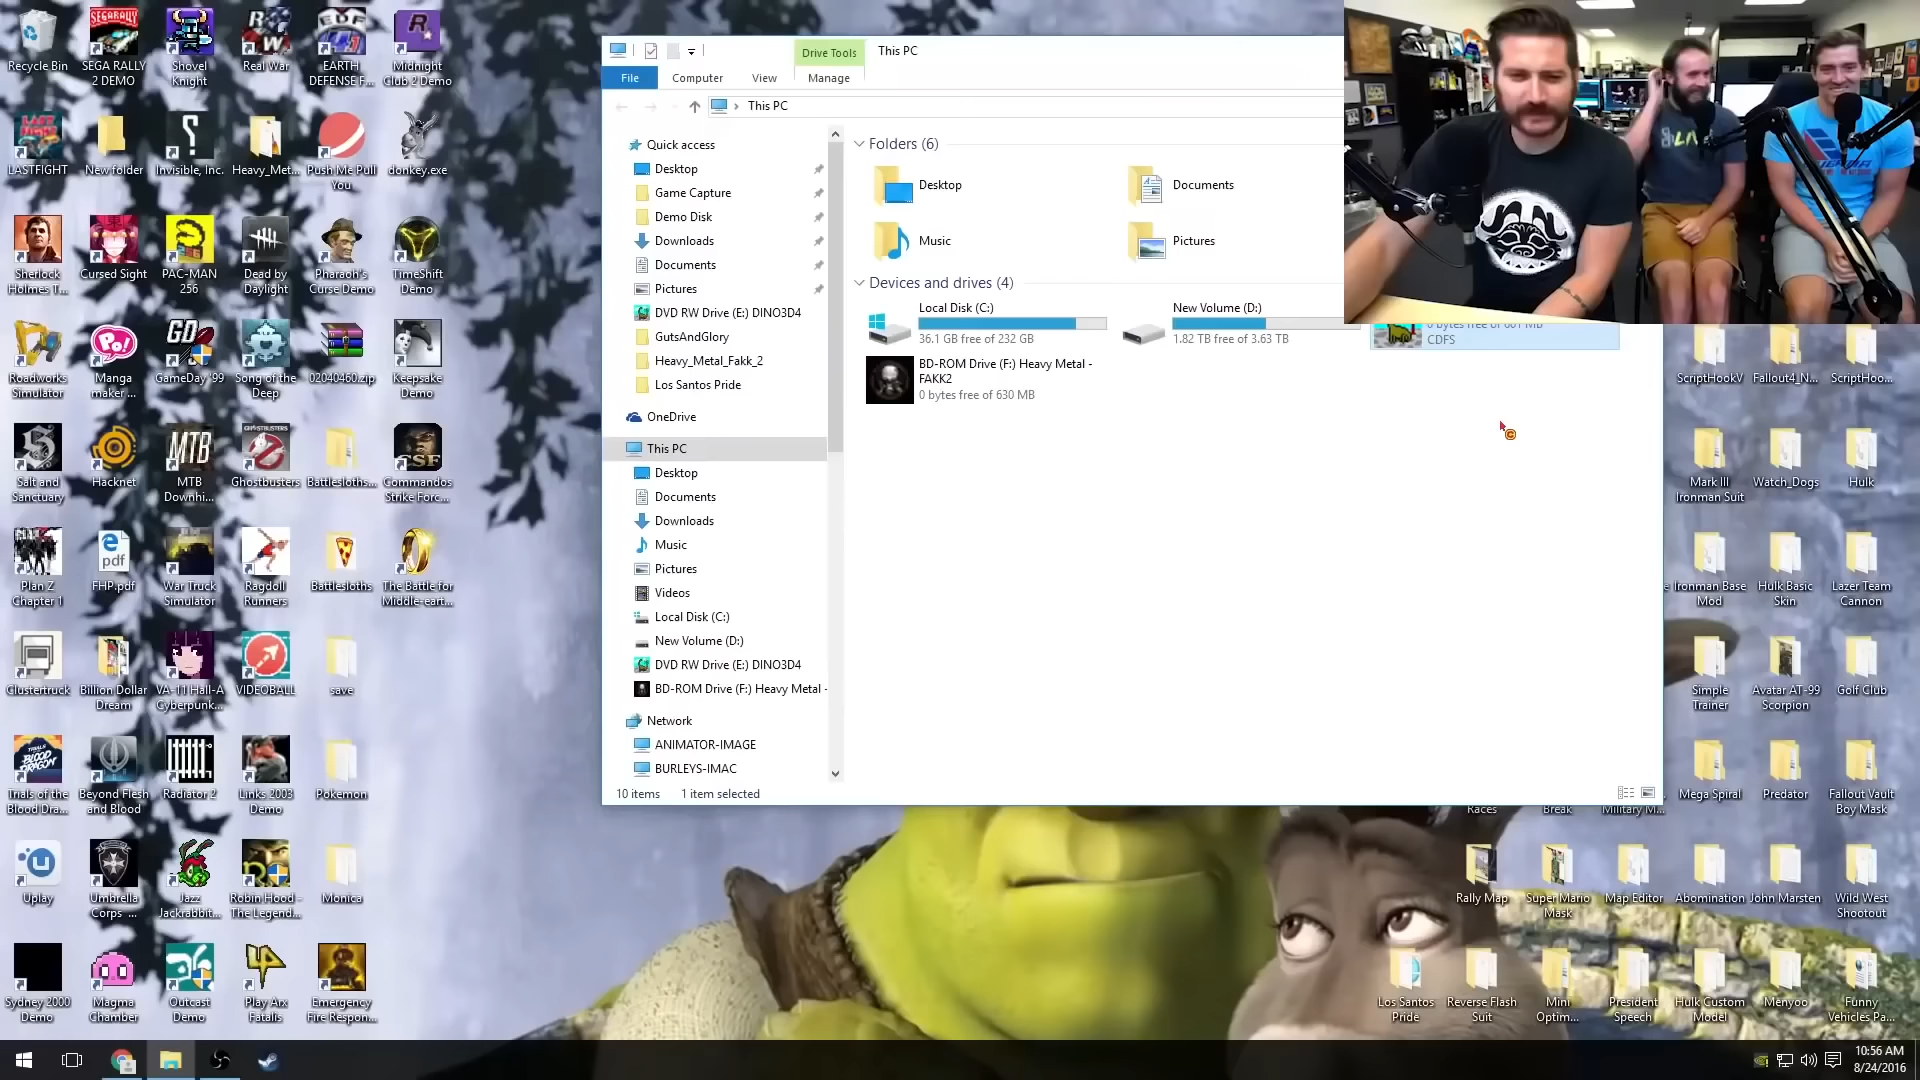 Recycle Bin
SEGA RALLY
2 DEMO
Shovel
Knight
Real War
EARTH
DEFENSE F...
Midnight
Club 2 Demo
LASTFIGHT
New folder
Invisible, Inc.
Heavy_Met...
Push Me Pull
You
donkey.exe
Sherlock
Holmes T...
Cursed Sight
PAC-MAN
256
Dead by
Daylight
Pharaoh's
Curse Demo
TimeShift
Demo
Roadworks
Simulator
Manga
maker ...
GameDay '99
Song of the
Deep
02040460.zip
Keepsake
Demo
Salt and
Sanctuary
Hacknet
MTB
Downhi...
Ghostbusters
Battlesloths...
Commandos
Strike Forc...
Plan Z
Chapter 1
FHP.pdf
War Truck
Simulator
Ragdoll
Runners
Battlesloths
The Battle for
Middle-eart...
Clustertruck
Billion Dollar
Dream
VA-11 Hall-A
Cyberpunk...
VIDEOBALL
save
Trials of the
Blood Dra...
Beyond Flesh
and Blood
Radiator 2
Links 2003
Demo
Pokemon
Uplay
Umbrella
Corps ...
Jazz
Jackrabbit...
Robin Hood -
The Legend...
Monica
Sydney 2000
Demo
Magma
Chamber
Outcast
Demo
Play Arx
Fatalis
Emergency
Fire Respon...
Drive Tools
This PC
File
Computer
View
Manage
This PC
Quick access
Desktop
Game Capture
Demo Disk
Downloads
Documents
Pictures
DVD RW Drive (E:) DINO3D4
GutsAndGlory
Heavy_Metal_Fakk_2
Los Santos Pride
OneDrive
This PC
Desktop
Documents
Downloads
Music
Pictures
Videos
Local Disk (C:)
New Volume (D:)
DVD RW Drive (E:) DINO3D4
BD-ROM Drive (F:) Heavy Metal -
Network
ANIMATOR-IMAGE
BURLEYS-IMAC
Folders (6)
Desktop
Documents
Music
Pictures
Devices and drives (4)
Local Disk (C:)
36.1 GB free of 232 GB
New Volume (D:)
1.82 TB free of 3.63 TB
0 bytes free of 601 MB
CDFS
BD-ROM Drive (F:) Heavy Metal -
FAKK2
0 bytes free of 630 MB
10 items
1 item selected
ScriptHookV
Fallout4_N...
ScriptHoo...
Mark III
Ironman Suit
Watch_Dogs
Hulk
Ironman Base
Mod
Hulk Basic
Skin
Lazer Team
Cannon
Simple
Trainer
Avatar AT-99
Scorpion
Golf Club
Races
Break
Military M...
Mega Spiral
Predator
Fallout Vault
Boy Mask
Rally Map
Super Mario
Mask
Map Editor
Abomination
John Marsten
Wild West
Shootout
Los Santos
Pride
Reverse Flash
Suit
Mini
Optim...
President
Speech
Hulk Custom
Model
Menyoo
Funny
Vehicles Pa...
10:56 AM
8/24/2016